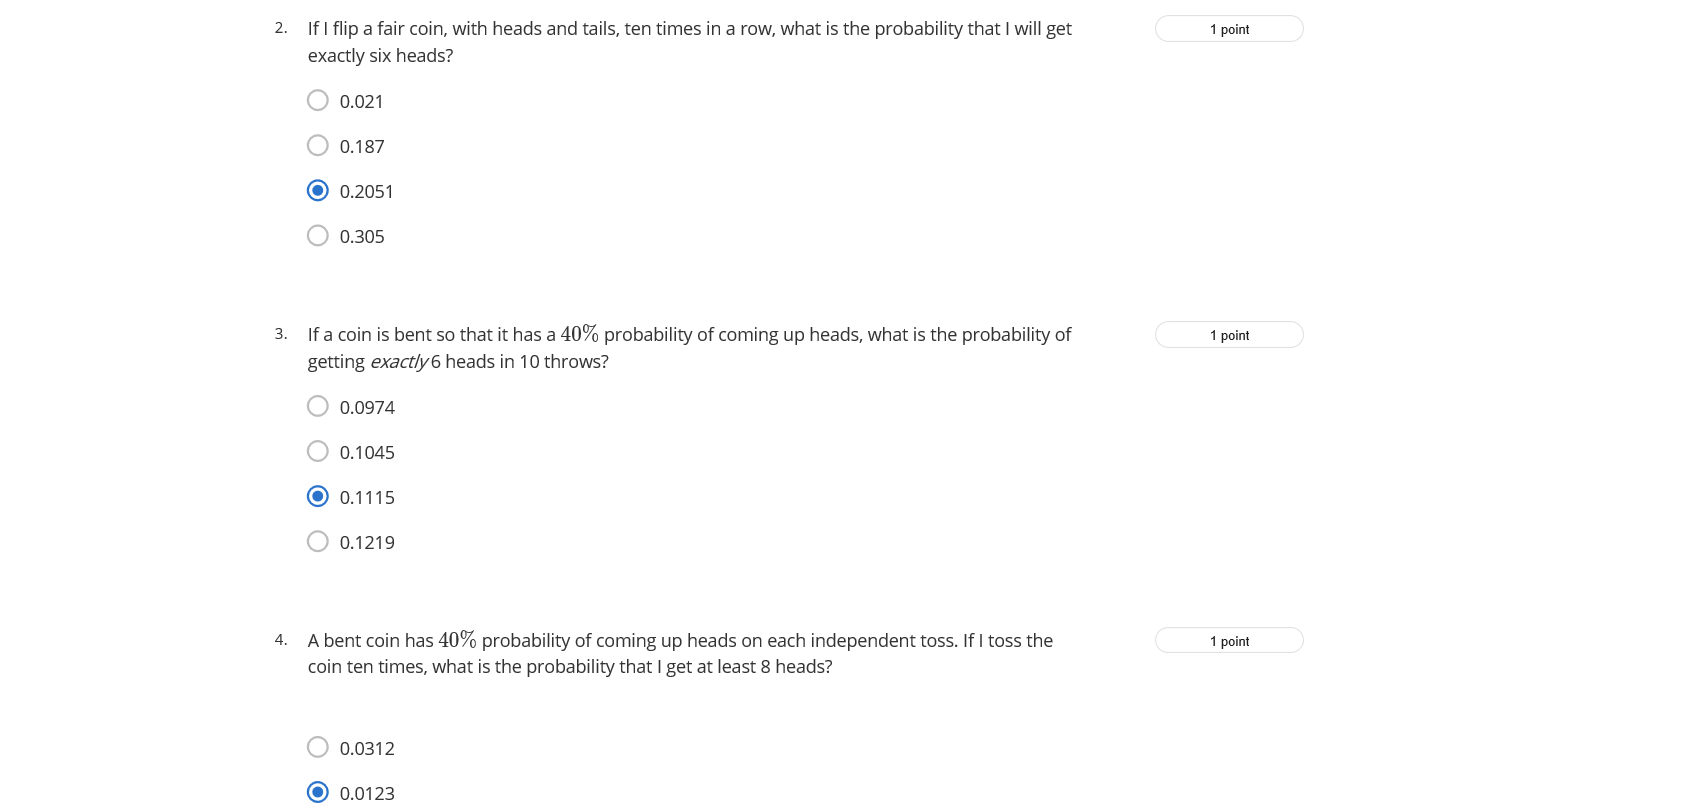 2. If I flip a fair coin, with heads and tails, ten times in a row, what is the probability that I will get
exactly six heads?
1 point
0.021
0.187
0.2051
0.305
3. If a coin is bent so that it has a 40% probability of coming up heads, what is the probability of
getting exactly 6 heads in 10 throws?
1 point
0.0974
0.1045
0.1115
0.1219
4. A bent coin has 40% probability of coming up heads on each independent toss. If I toss the
coin ten times, what is the probability that I get at least 8 heads?
1 point
0.0312
0.0123